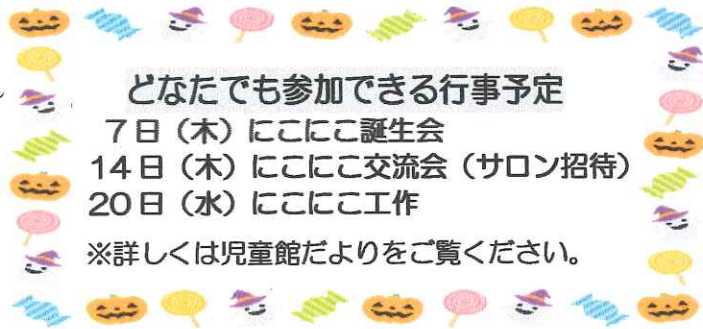 どなたでも参加できる行事予定
7日（木）にこにこ誕生会
14日（木）にこにこ交流会（サロン招待）
20日（水）にこにこ工作
※詳しくは児童館だよりをご覧ください。